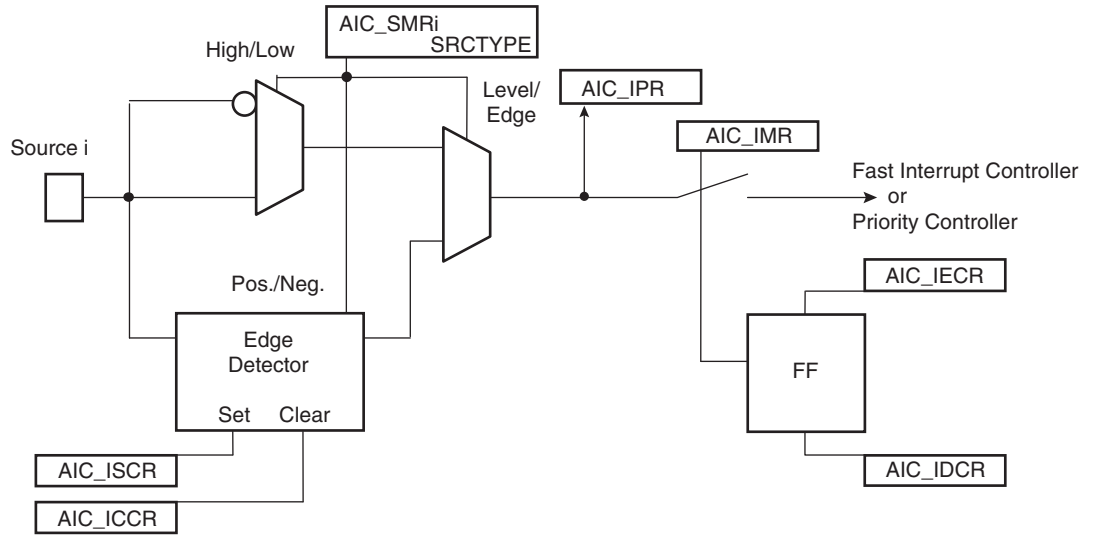 AIC_SMRi
SRCTYPE
High/Low
Level/
Edge
AIC_IPR
AIC_IMR
Source i
Fast Interrupt Controller
or
Priority Controller
Pos./Neg.
AIC_IECR
Edge
Detector
FF
Set Clear
AIC_ISCR
AIC_IDCR
AIC_ICCR